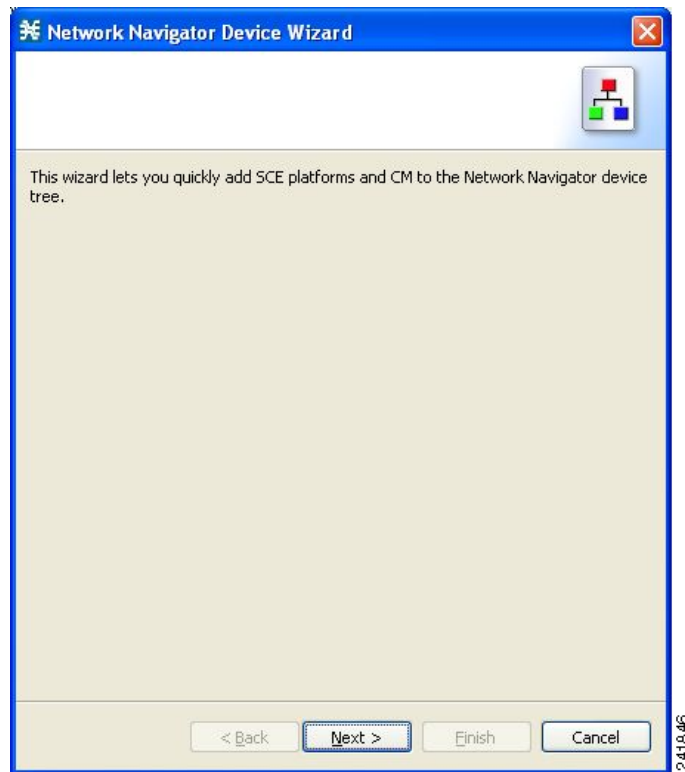 Network Navigator Device Wizard
This wizard lets you quickly add SCE platforms and CM to the Network Navigator device
tree.
< Back
Next >
Finish
Cancel
241846